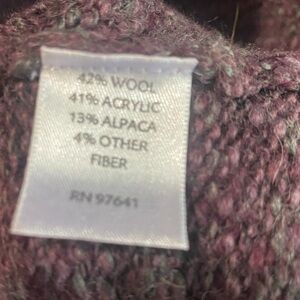 42% WOOL
41% ACRYLIC
13% ALPACA
4% OTHER
FIBER
RN 97641